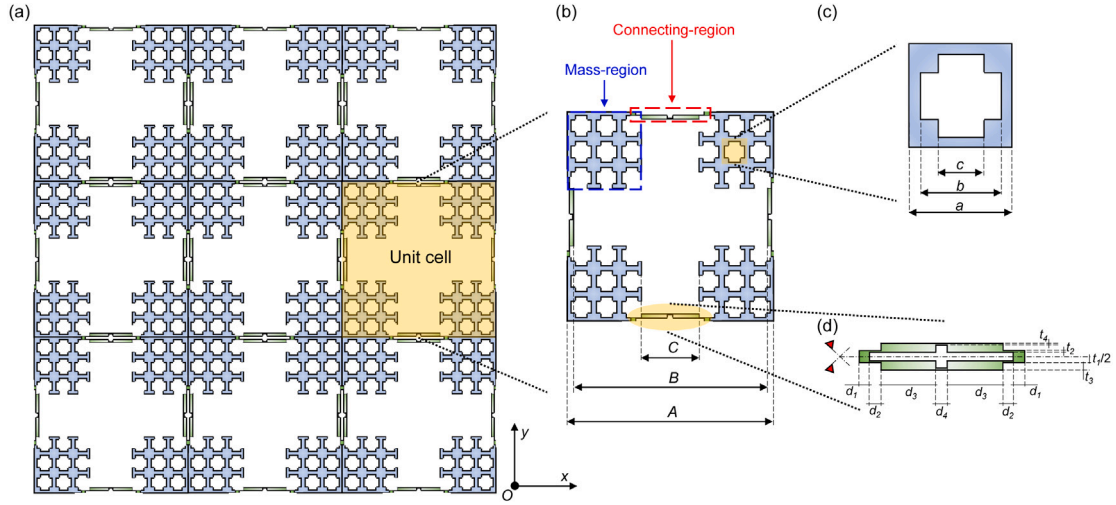 (a)
Unit cell
y
O
x
(b)
Connecting-region
Mass-region
C
B
A
(c)
c
b
a
(d)
t4
t2
t1/2
t3
d1
d2
d3
d4
d3
d2
d1